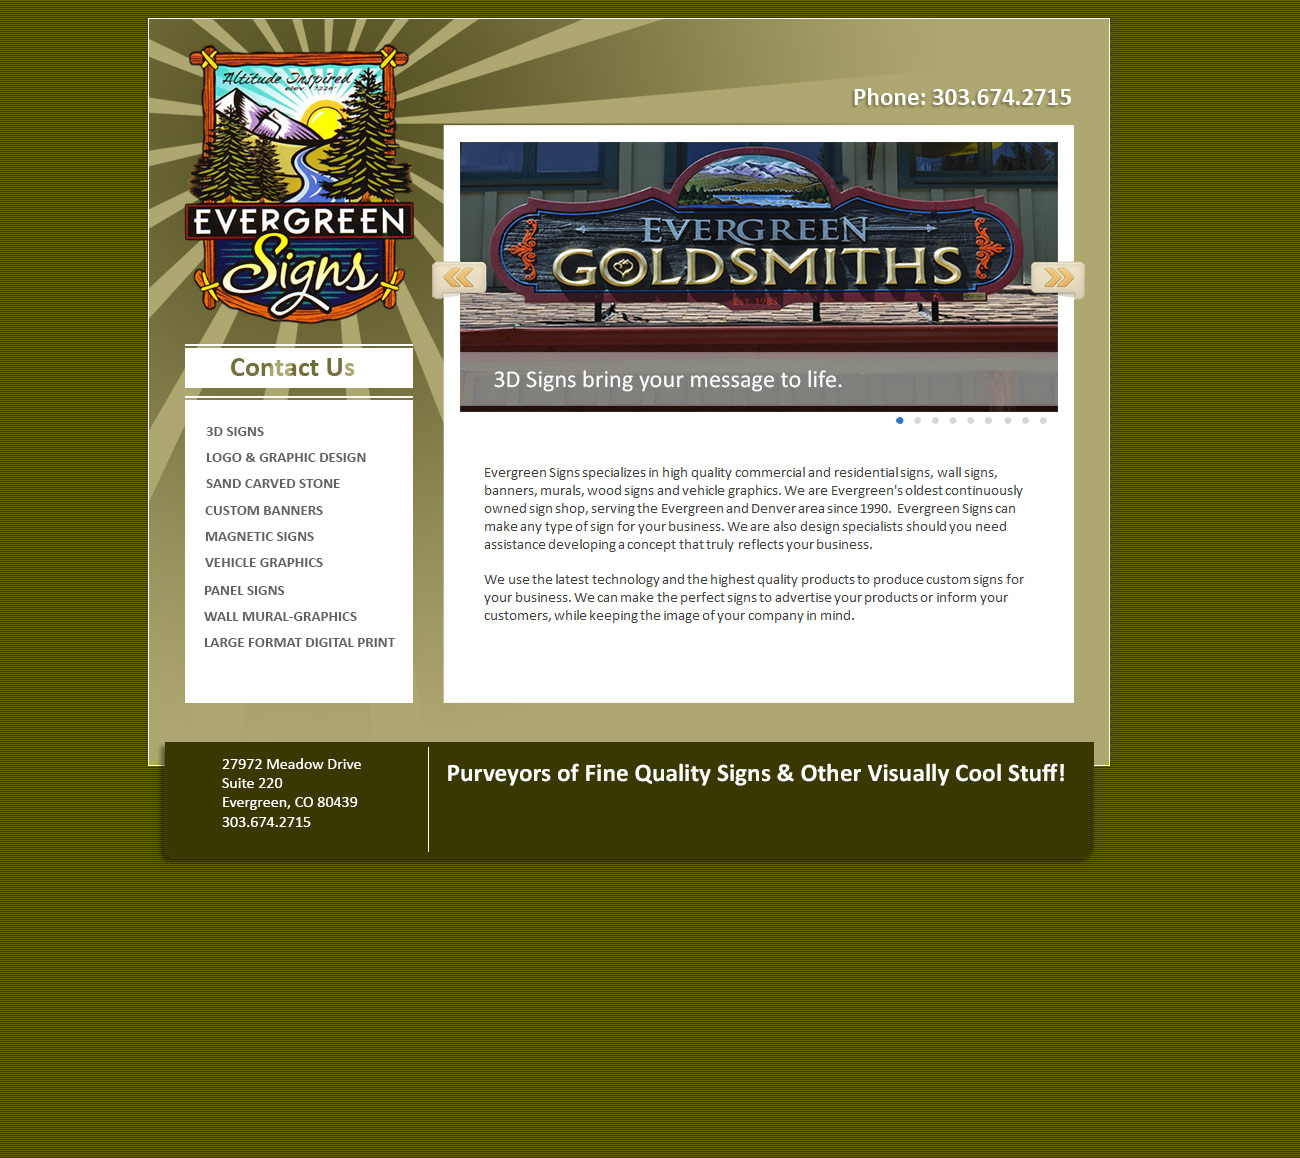 Altitude Inspired
elev. 7220'
EVERGREEN
Signs
Phone: 303.674.2715
EVERGREEN
GOLDSMITHS
EST. 1983
3D Signs bring your message to life.
Contact Us
3D SIGNS
LOGO & GRAPHIC DESIGN
SAND CARVED STONE
CUSTOM BANNERS
MAGNETIC SIGNS
VEHICLE GRAPHICS
PANEL SIGNS
WALL MURAL-GRAPHICS
LARGE FORMAT DIGITAL PRINT
Evergreen Signs specializes in high quality commercial and residential signs, wall signs,
banners, murals, wood signs and vehicle graphics. We are Evergreen's oldest continuously
owned sign shop, serving the Evergreen and Denver area since 1990. Evergreen Signs can
make any type of sign for your business. We are also design specialists should you need
assistance developing a concept that truly reflects your business.
We use the latest technology and the highest quality products to produce custom signs for
your business. We can make the perfect signs to advertise your products or inform your
customers, while keeping the image of your company in mind.
27972 Meadow Drive
Suite 220
Evergreen, CO 80439
303.674.2715
Purveyors of Fine Quality Signs & Other Visually Cool Stuff!